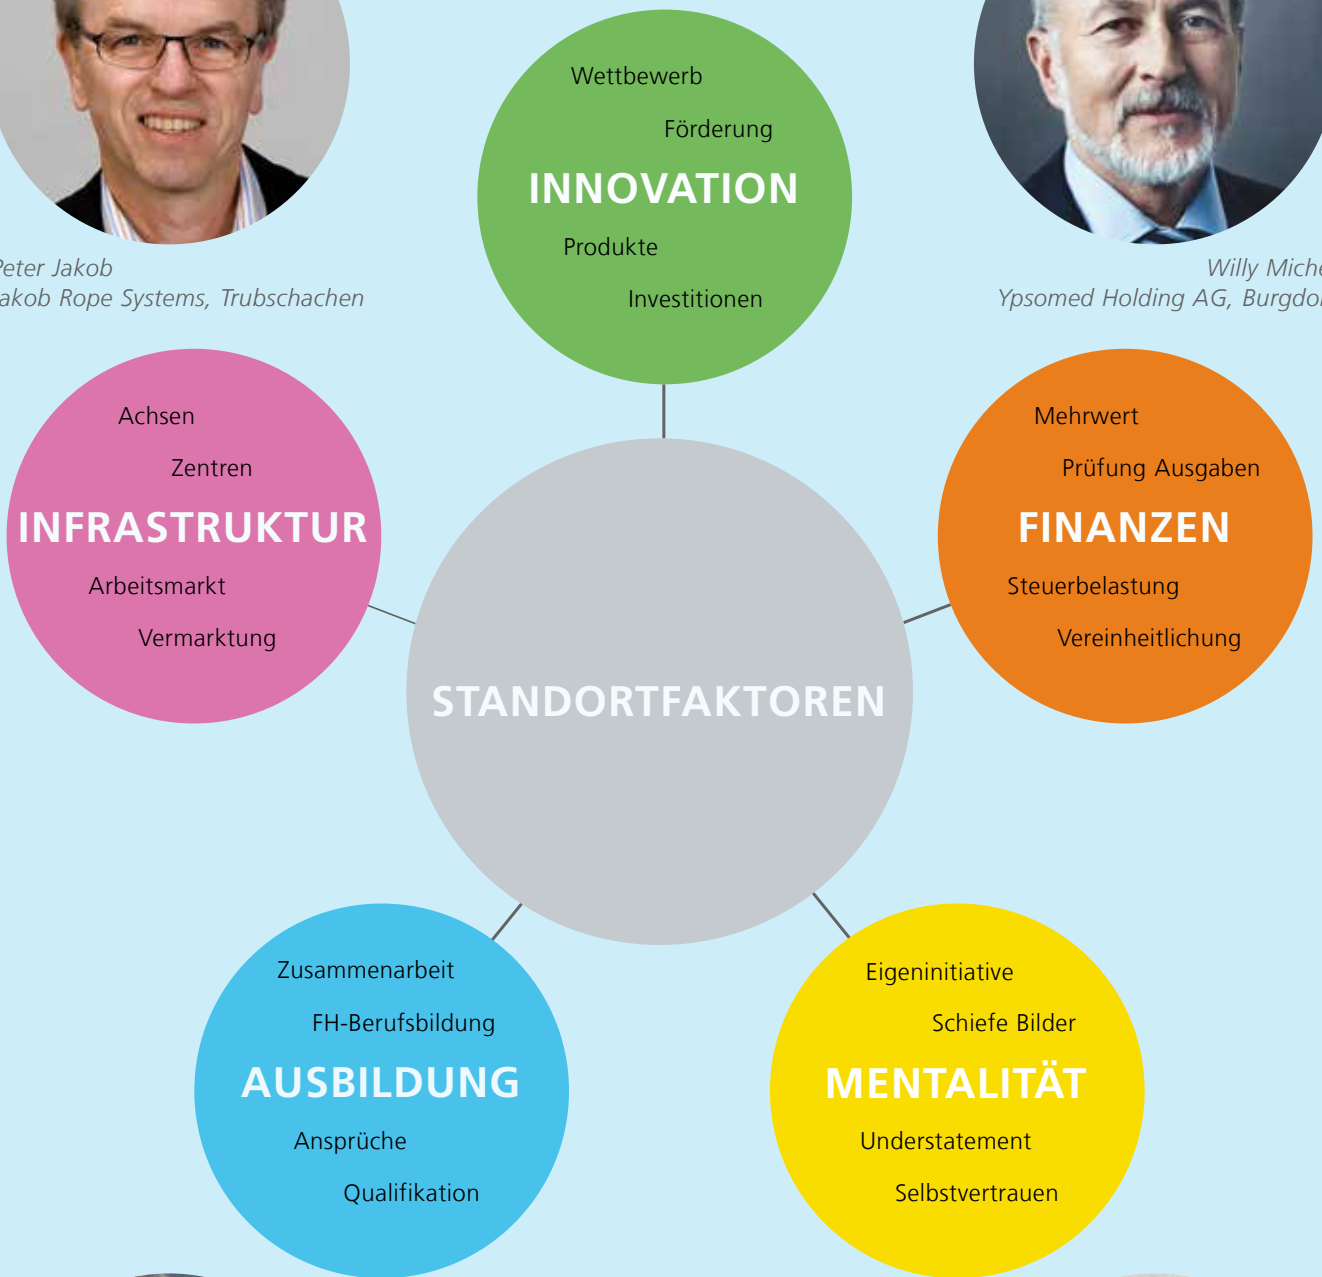 Wettbewerb
Förderung
INNOVATION
Produkte
Investitionen
Peter Jakob
Jakob Rope Systems, Trubschachen
Willy Miche
Ypsomed Holding AG, Burgdor
Achsen
Zentren
INFRASTRUKTUR
Arbeitsmarkt
Vermarktung
Mehrwert
Prüfung Ausgaben
FINANZEN
Steuerbelastung
Vereinheitlichung
STANDORTFAKTOREN
Zusammenarbeit
FH-Berufsbildung
AUSBILDUNG
Ansprüche
Qualifikation
Eigeninitiative
Schiefe Bilder
MENTALITÄT
Understatement
Selbstvertrauen